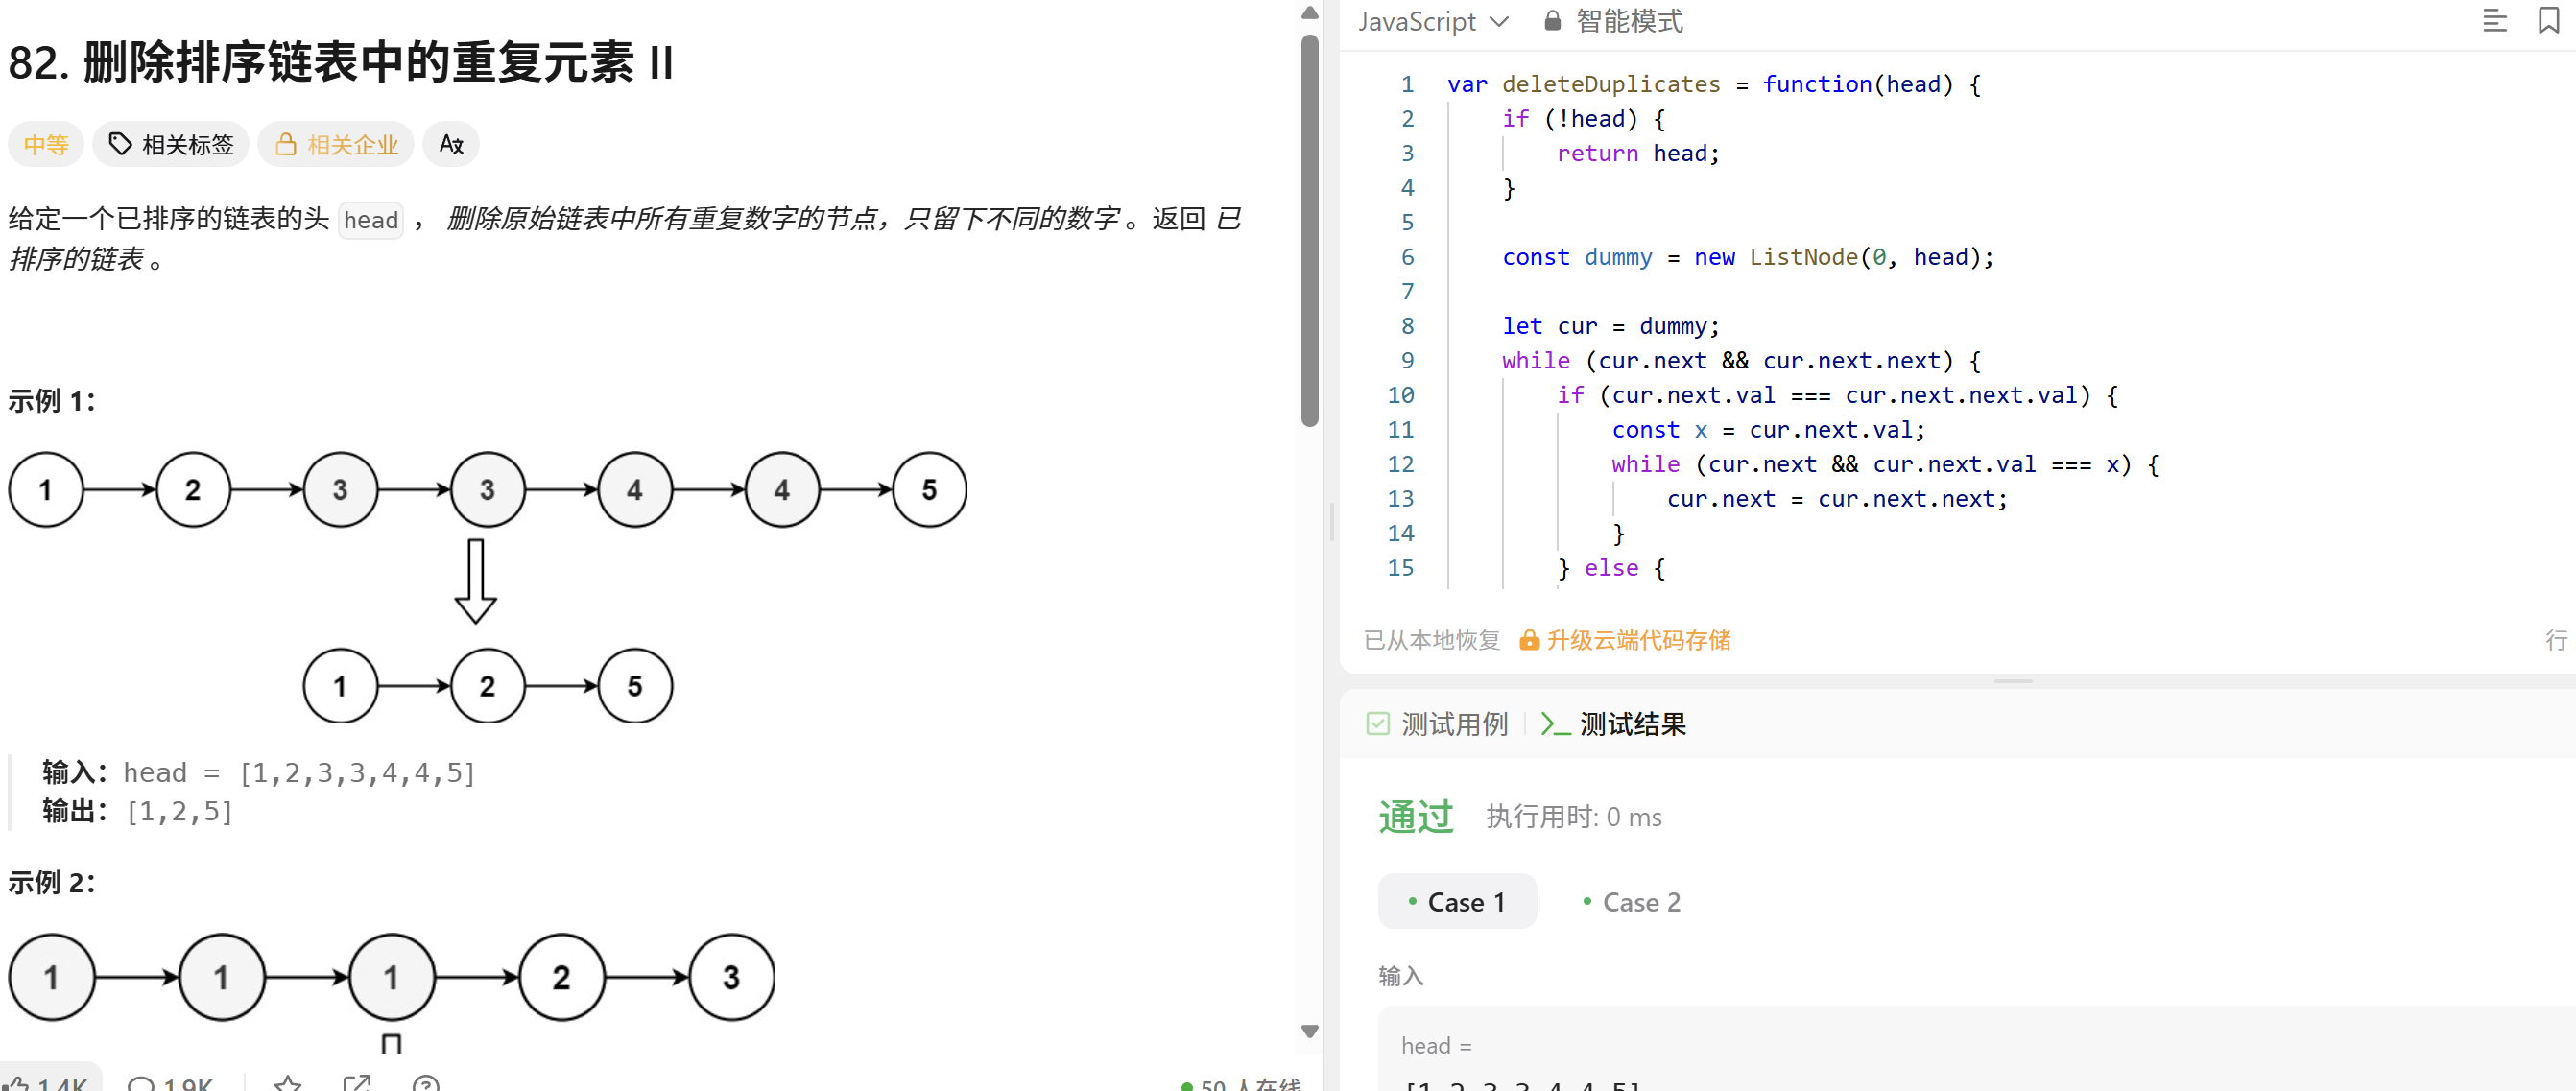 82. 删除排序链表中的重复元素 II
中等 相关标签 相关企业 Aあ
给定一个已排序的链表的头 head ， 删除原始链表中所有重复数字的节点，只留下不同的数字 。返回 已
排序的链表 。
示例 1：
1 2 3 3 4 4 5
1 2 5
输入：head = [1,2,3,3,4,4,5]
输出：[1,2,5]
示例 2：
1 1 1 2 3
1.4K 1.9K 50 人在线
JavaScript 智能模式
1 var deleteDuplicates = function(head) {
2 if (!head) {
3 return head;
4 }
5
6 const dummy = new ListNode(0, head);
7
8 let cur = dummy;
9 while (cur.next && cur.next.next) {
10 if (cur.next.val === cur.next.next.val) {
11 const x = cur.next.val;
12 while (cur.next && cur.next.val === x) {
13 cur.next = cur.next.next;
14 }
15 } else {
已从本地恢复 升级云端代码存储 行
测试用例 测试结果
通过 执行用时: 0 ms
Case 1 Case 2
输入
head =
[1,2,3,3,4,4,5]